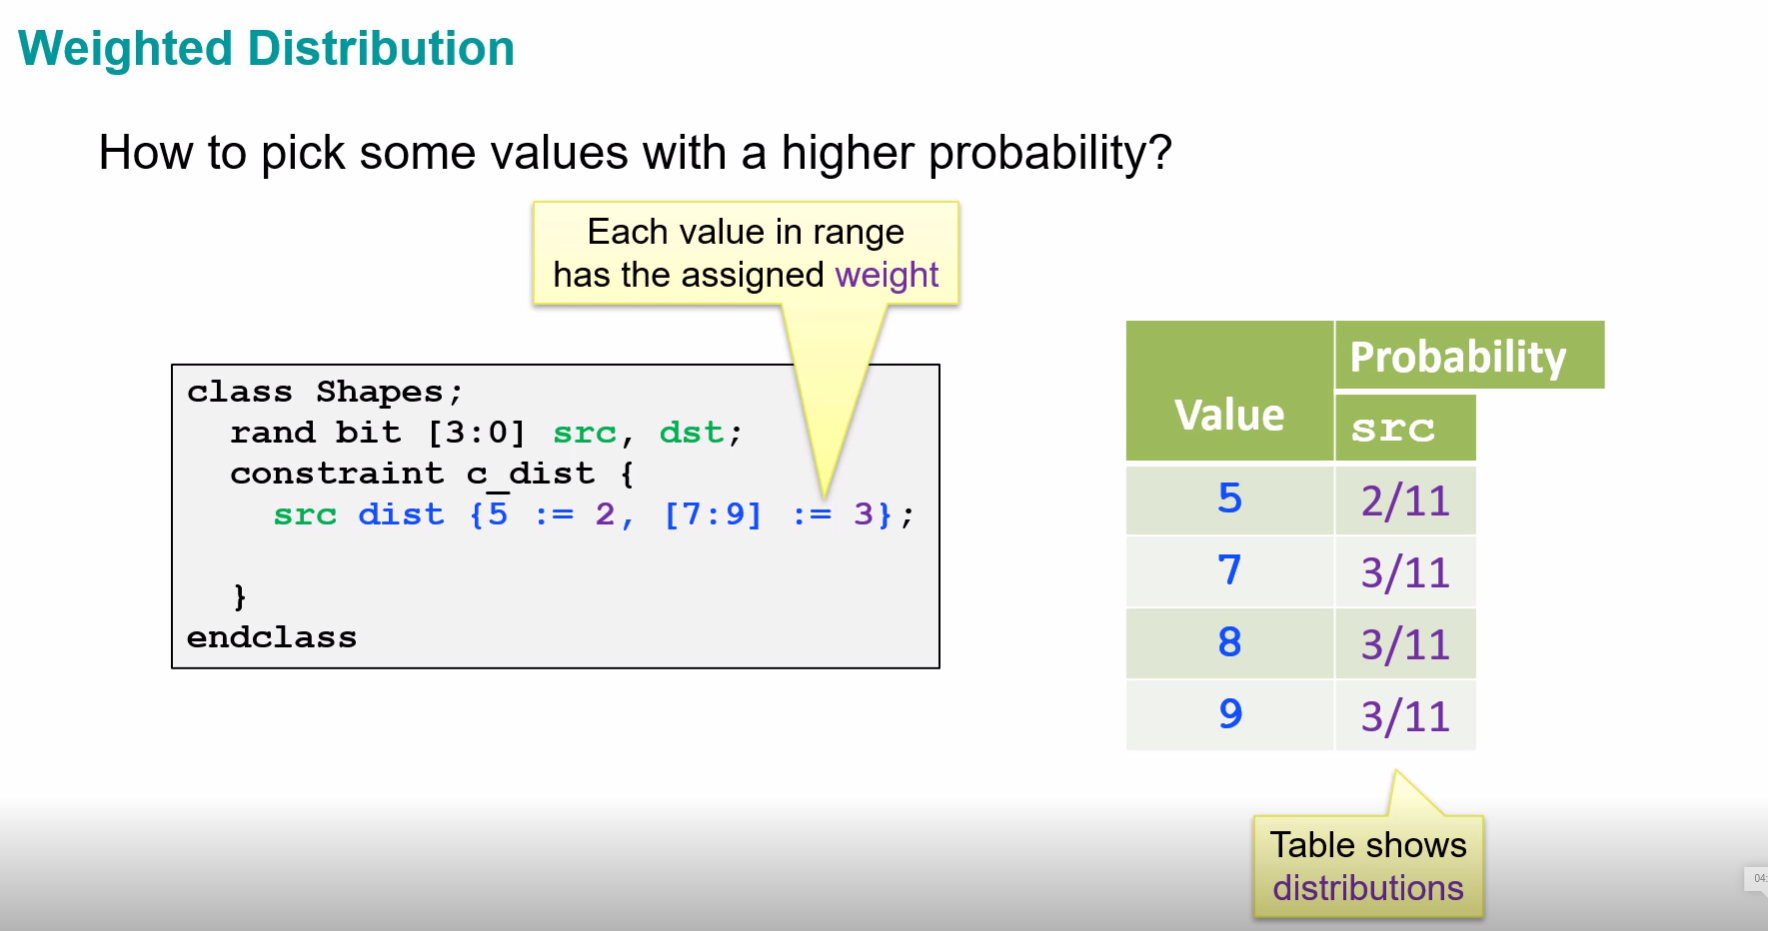 Weighted Distribution
How to pick some values with a higher probability?
Each value in range
has the assigned weight
class Shapes;
rand bit [3:0] src, dst;
constraint c_dist {
src dist {5 := 2, [7:9] := 3};
}
endclass
Probability
Value
src
5 2/11
7 3/11
8 3/11
9 3/11
Table shows
distributions